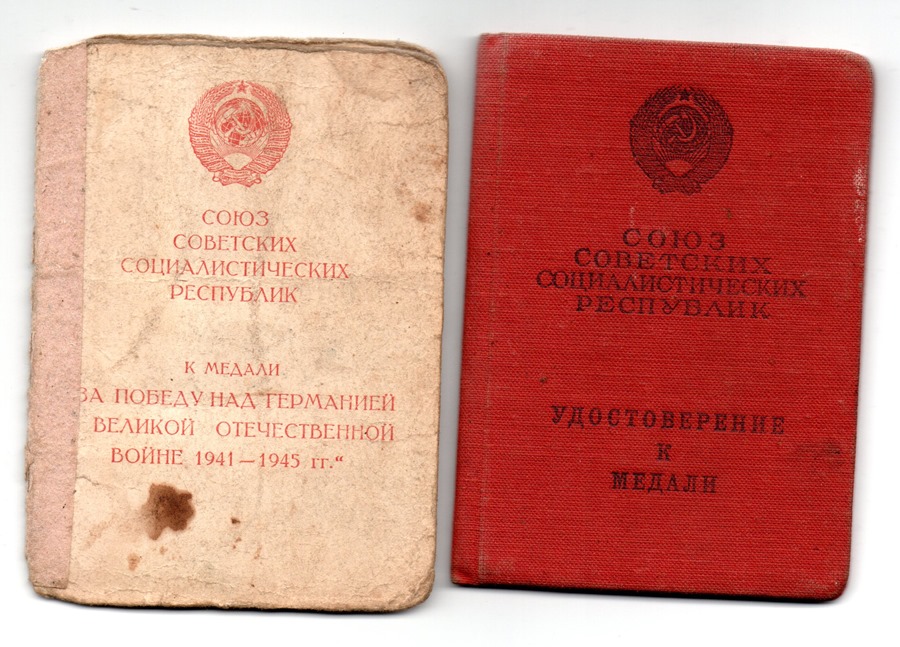 СОЮЗ
СОВЕТСКИХ
СОЦИАЛИСТИЧЕСКИХ
РЕСПУБЛИК
К МЕДАЛИ
ЗА ПОБЕДУ НАД ГЕРМАНИЕЙ
ВЕЛИКОЙ ОТЕЧЕСТВЕННОЙ
ВОЙНЕ 1941—1945 гг.“
СОЮЗ
СОВЕТСКИХ
СОЦИАЛИСТИЧЕСКИХ
РЕСПУБЛИК
УДОСТОВЕРЕНИЕ
К
МЕДАЛИ